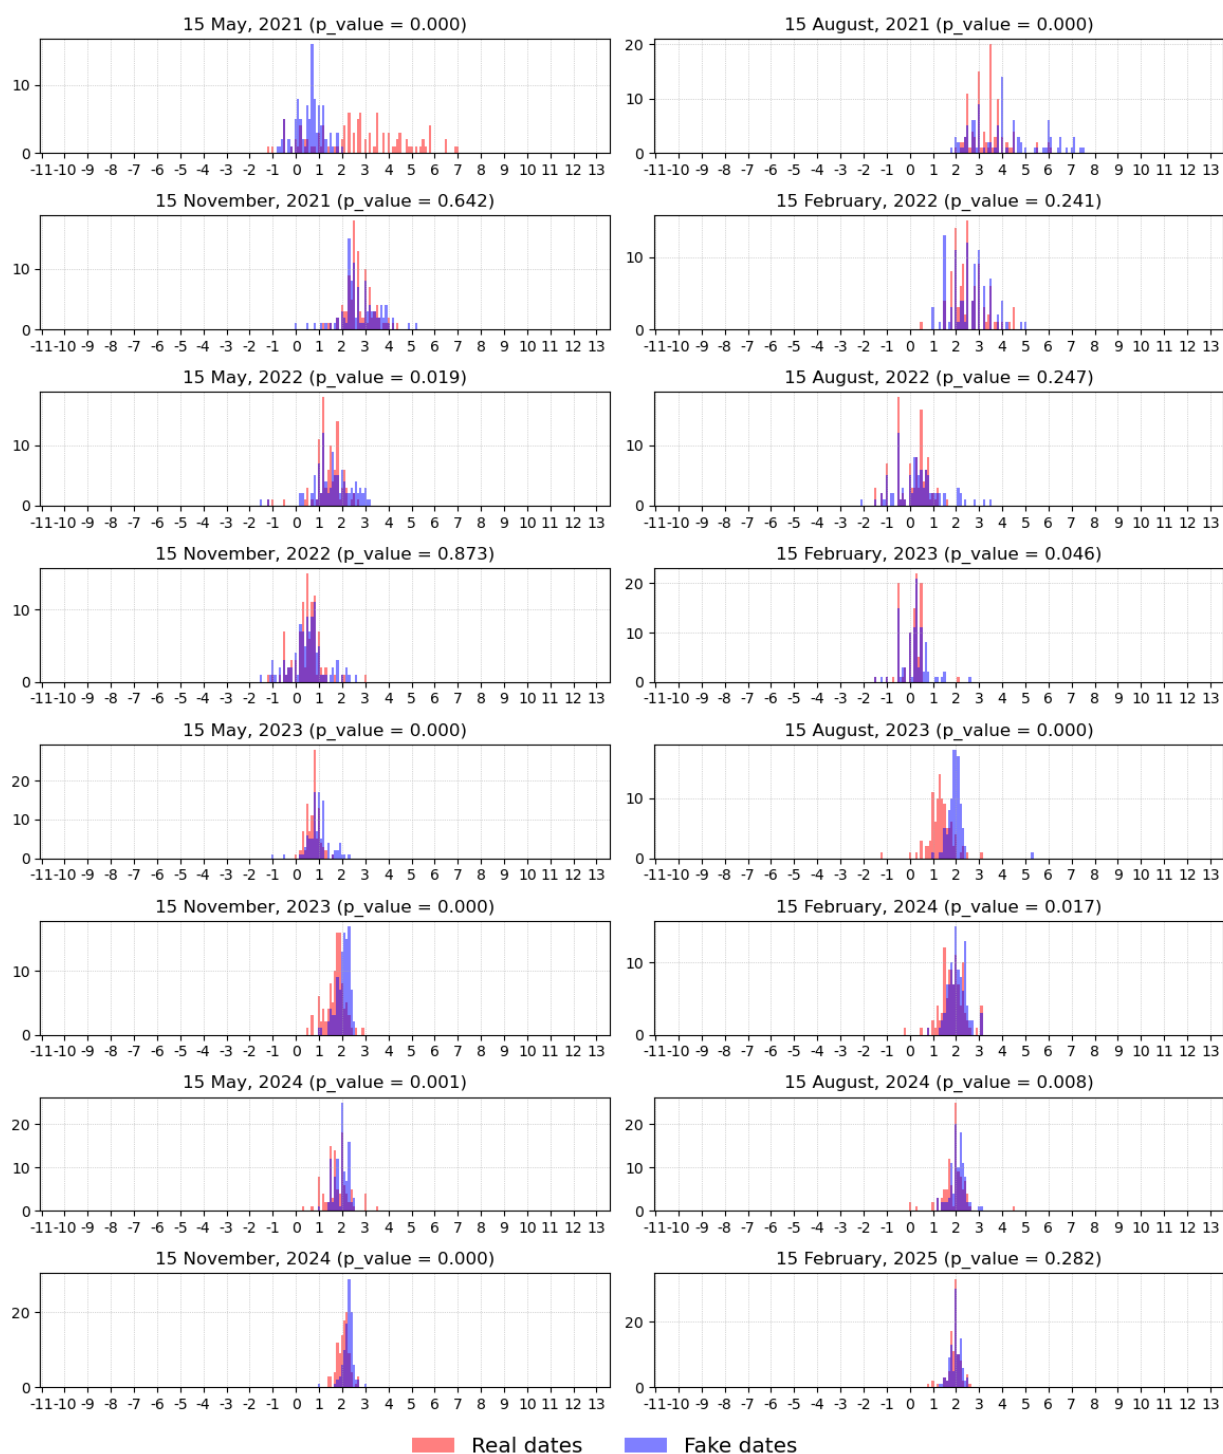 15 May, 2021 (p_value = 0.000)
10
0
-11-10 -9 -8 -7 -6 -5 -4 -3 -2 -1 0 1 2 3 4 5 6 7 8 9 10 11 12 13
15 August, 2021 (p_value = 0.000)
20
10
0
-11-10 -9 -8 -7 -6 -5 -4 -3 -2 -1 0 1 2 3 4 5 6 7 8 9 10 11 12 13
15 November, 2021 (p_value = 0.642)
10
0
-11-10 -9 -8 -7 -6 -5 -4 -3 -2 -1 0 1 2 3 4 5 6 7 8 9 10 11 12 13
15 February, 2022 (p_value = 0.241)
10
0
-11-10 -9 -8 -7 -6 -5 -4 -3 -2 -1 0 1 2 3 4 5 6 7 8 9 10 11 12 13
15 May, 2022 (p_value = 0.019)
10
0
-11-10 -9 -8 -7 -6 -5 -4 -3 -2 -1 0 1 2 3 4 5 6 7 8 9 10 11 12 13
15 August, 2022 (p_value = 0.247)
10
0
-11-10 -9 -8 -7 -6 -5 -4 -3 -2 -1 0 1 2 3 4 5 6 7 8 9 10 11 12 13
15 November, 2022 (p_value = 0.873)
10
0
-11-10 -9 -8 -7 -6 -5 -4 -3 -2 -1 0 1 2 3 4 5 6 7 8 9 10 11 12 13
15 February, 2023 (p_value = 0.046)
20
10
0
-11-10 -9 -8 -7 -6 -5 -4 -3 -2 -1 0 1 2 3 4 5 6 7 8 9 10 11 12 13
15 May, 2023 (p_value = 0.000)
20
10
0
-11-10 -9 -8 -7 -6 -5 -4 -3 -2 -1 0 1 2 3 4 5 6 7 8 9 10 11 12 13
15 August, 2023 (p_value = 0.000)
10
0
-11-10 -9 -8 -7 -6 -5 -4 -3 -2 -1 0 1 2 3 4 5 6 7 8 9 10 11 12 13
15 November, 2023 (p_value = 0.000)
10
0
-11-10 -9 -8 -7 -6 -5 -4 -3 -2 -1 0 1 2 3 4 5 6 7 8 9 10 11 12 13
15 February, 2024 (p_value = 0.017)
10
0
-11-10 -9 -8 -7 -6 -5 -4 -3 -2 -1 0 1 2 3 4 5 6 7 8 9 10 11 12 13
15 May, 2024 (p_value = 0.001)
20
10
0
-11-10 -9 -8 -7 -6 -5 -4 -3 -2 -1 0 1 2 3 4 5 6 7 8 9 10 11 12 13
15 August, 2024 (p_value = 0.008)
20
10
0
-11-10 -9 -8 -7 -6 -5 -4 -3 -2 -1 0 1 2 3 4 5 6 7 8 9 10 11 12 13
15 November, 2024 (p_value = 0.000)
20
0
-11-10 -9 -8 -7 -6 -5 -4 -3 -2 -1 0 1 2 3 4 5 6 7 8 9 10 11 12 13
15 February, 2025 (p_value = 0.282)
20
0
-11-10 -9 -8 -7 -6 -5 -4 -3 -2 -1 0 1 2 3 4 5 6 7 8 9 10 11 12 13
Real dates
Fake dates